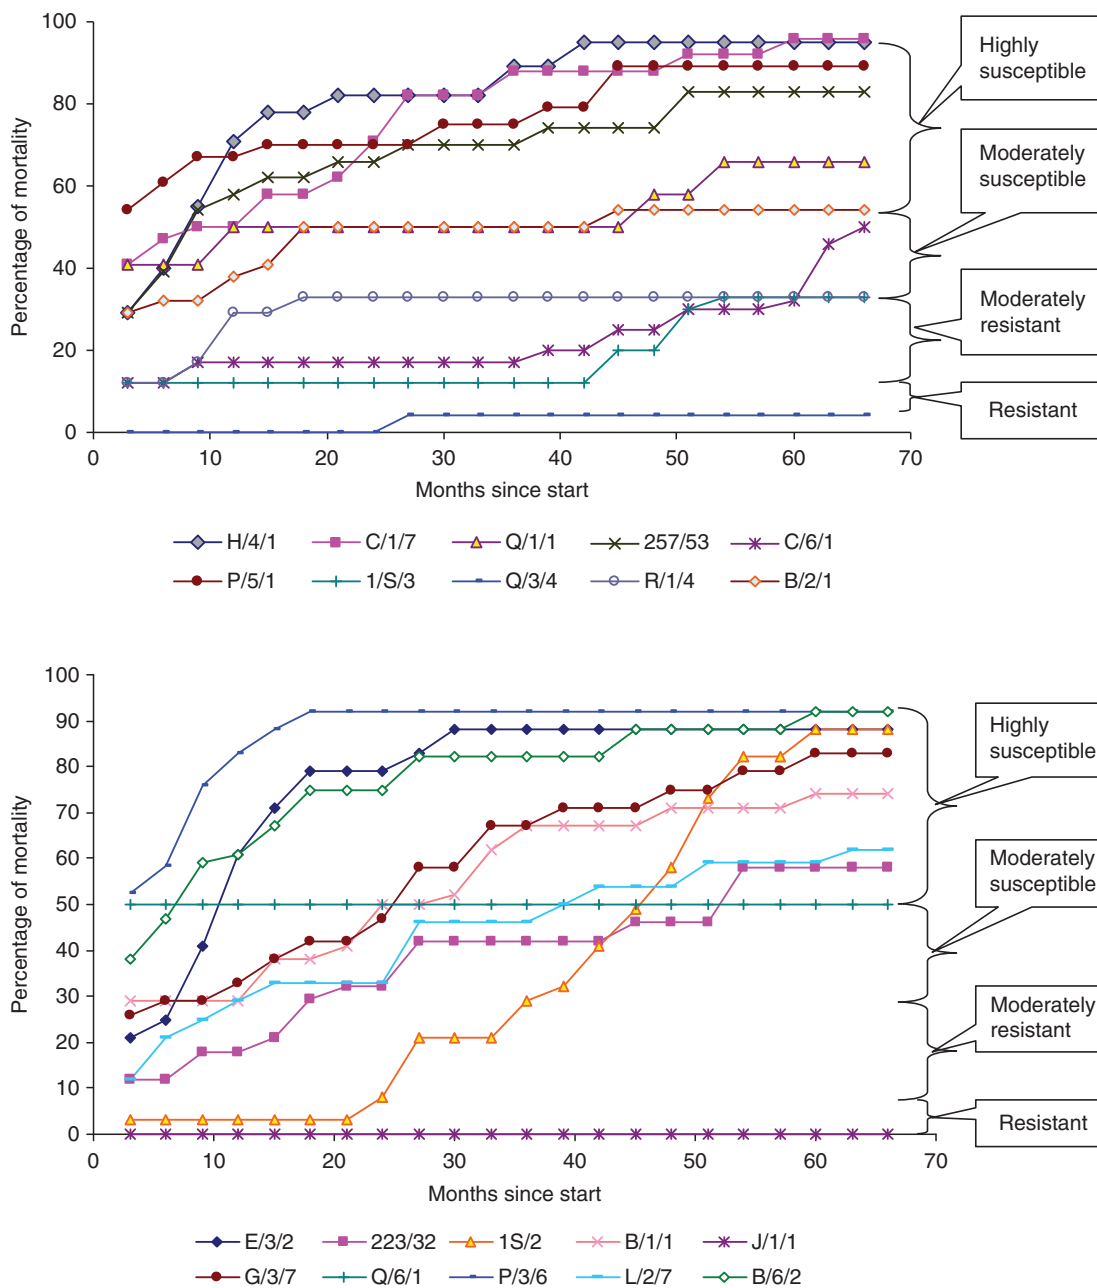 100
80
60
40
20
0
Percentage of mortality
0 10 20 30 40 50 60 70
Months since start
Highly
susceptible
Moderately
susceptible
Moderately
resistant
Resistant
H/4/1 C/1/7 Q/1/1 257/53 C/6/1
P/5/1 1/S/3 Q/3/4 R/1/4 B/2/1
100
90
80
70
60
50
40
30
20
10
0
Percentage of mortality
0 10 20 30 40 50 60 70
Months since start
Highly
susceptible
Moderately
susceptible
Moderately
resistant
Resistant
E/3/2 223/32 1S/2 B/1/1 J/1/1
G/3/7 Q/6/1 P/3/6 L/2/7 B/6/2